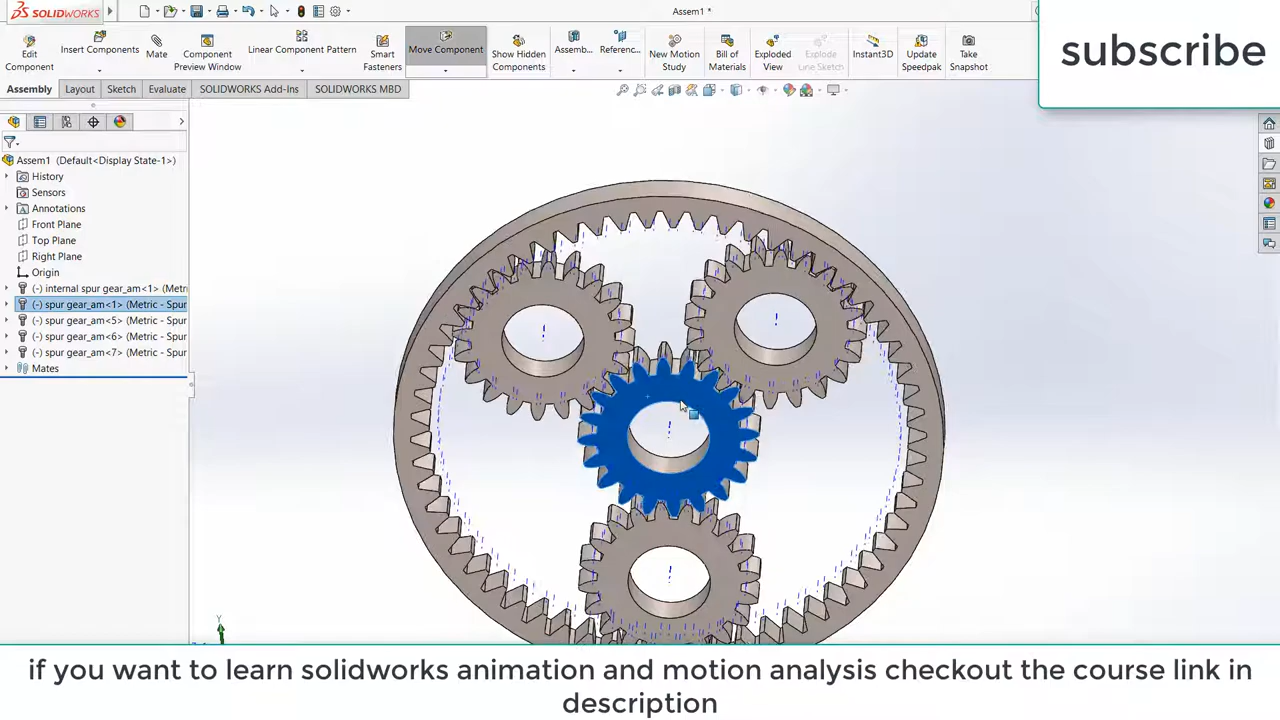 SOLIDWORKS
Assem1 *
subscribe
Edit Component
Insert Components
Mate
Component Preview Window
Linear Component Pattern
Smart Fasteners
Move Component
Show Hidden Components
Assemb...
Referenc...
New Motion Study
Bill of Materials
Exploded View
Explode Line Sketch
Instant3D
Update Speedpak
Take Snapshot
Assembly
Layout
Sketch
Evaluate
SOLIDWORKS Add-Ins
SOLIDWORKS MBD
Assem1 (Default<Display State-1>)
History
Sensors
Annotations
Front Plane
Top Plane
Right Plane
Origin
(-) internal spur gear_am<1> (Metr
(-) spur gear_am<1> (Metric - Spur
(-) spur gear_am<5> (Metric - Spur
(-) spur gear_am<6> (Metric - Spur
(-) spur gear_am<7> (Metric - Spur
Mates
Y
if you want to learn solidworks animation and motion analysis checkout the course link in
description